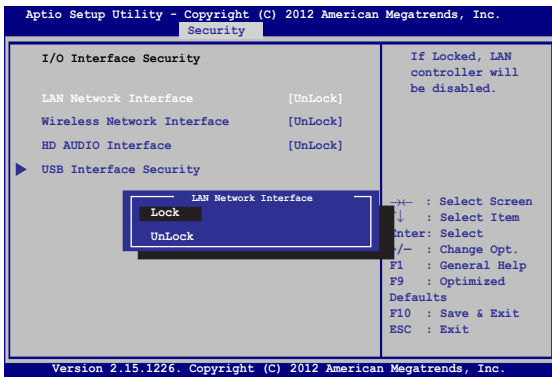 Aptio Setup Utility - Copyright (C) 2012 American Megatrends, Inc.
Security
I/O Interface Security
LAN Network Interface [UnLock]
Wireless Network Interface [UnLock]
HD AUDIO Interface [UnLock]
USB Interface Security
LAN Network Interface
Lock
UnLock
If Locked, LAN
controller will
be disabled.
→← : Select Screen
↓ : Select Item
Enter: Select
/— : Change Opt.
F1 : General Help
F9 : Optimized
Defaults
F10 : Save & Exit
ESC : Exit
Version 2.15.1226. Copyright (C) 2012 American Megatrends, Inc.